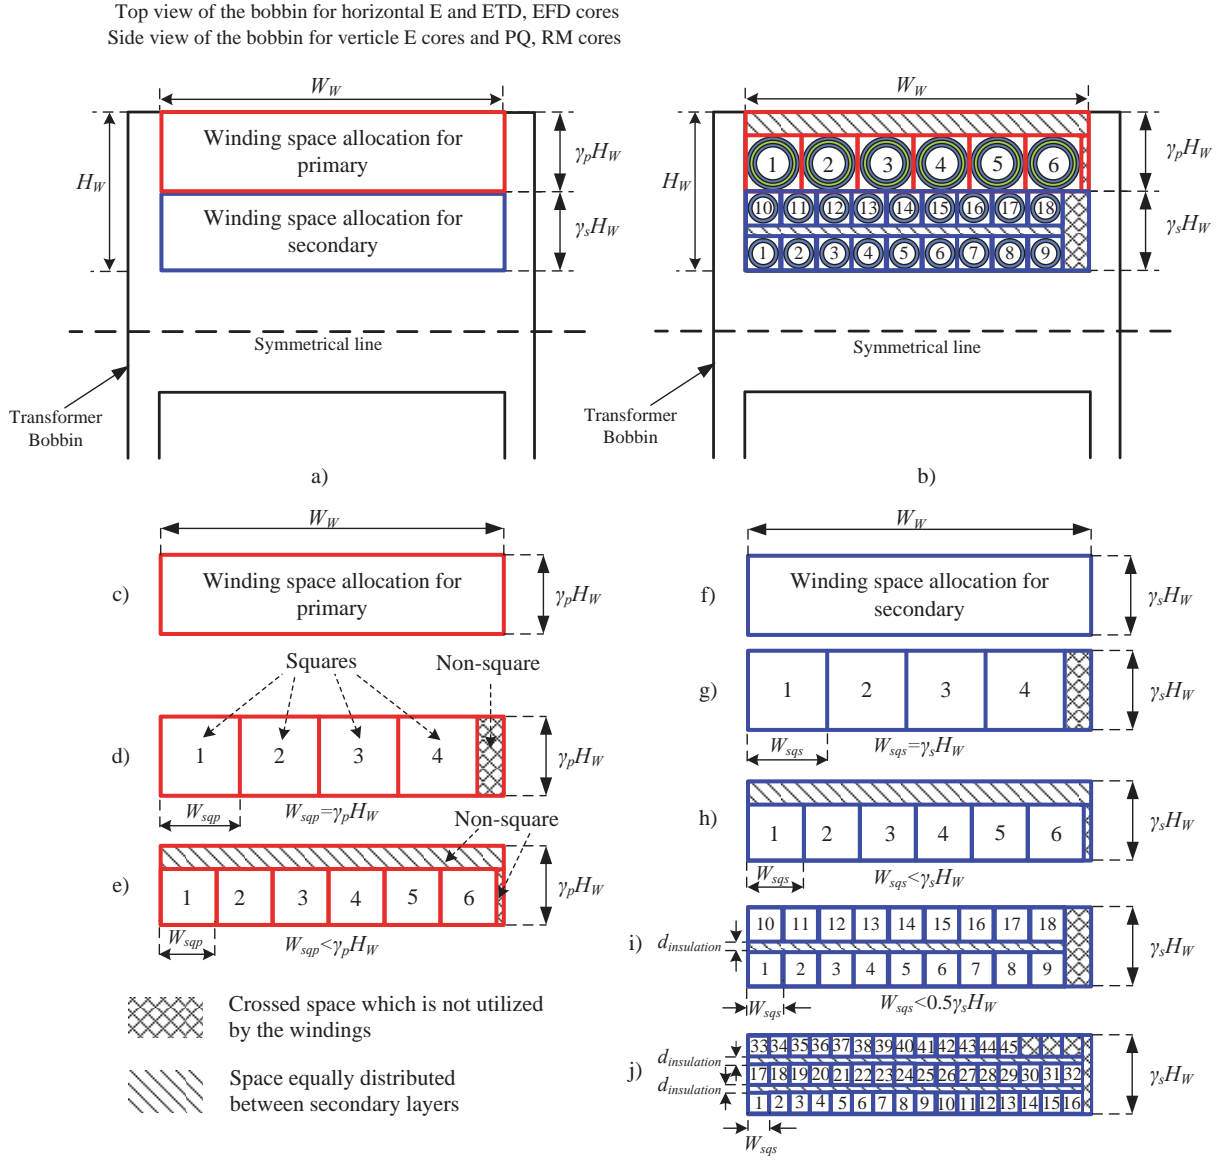 Top view of the bobbin for horizontal E and ETD, EFD cores
Side view of the bobbin for verticle E cores and PQ, RM cores
W_W
Winding space allocation for
primary
γ_pH_W
H_W
Winding space allocation for
secondary
γ_sH_W
Symmetrical line
Transformer
Bobbin
a)
W_W
1 2 3 4 5 6
γ_pH_W
H_W
10 11 12 13 14 15 16 17 18
γ_sH_W
1 2 3 4 5 6 7 8 9
Symmetrical line
Transformer
Bobbin
b)
W_W
c)
Winding space allocation for
primary
γ_pH_W
Squares
Non-square
d)
1 2 3 4
γ_pH_W
W_sqp
W_sqp=γ_pH_W
Non-square
e)
1 2 3 4 5 6
γ_pH_W
W_sqp
W_sqp<γ_pH_W
Crossed space which is not utilized
by the windings
Space equally distributed
between secondary layers
W_W
f)
Winding space allocation for
secondary
γ_sH_W
g)
1 2 3 4
γ_sH_W
W_sqs
W_sqs=γ_sH_W
h)
1 2 3 4 5 6
γ_sH_W
W_sqs
W_sqs<γ_sH_W
10 11 12 13 14 15 16 17 18
i)
d_insulation
γ_sH_W
1 2 3 4 5 6 7 8 9
W_sqs
W_sqs<0.5γ_sH_W
33 34 35 36 37 38 39 40 41 42 43 44 45
d_insulation
j)
17 18 19 20 21 22 23 24 25 26 27 28 29 30 31 32
γ_sH_W
d_insulation
1 2 3 4 5 6 7 8 9 10 11 12 13 14 15 16
W_sqs